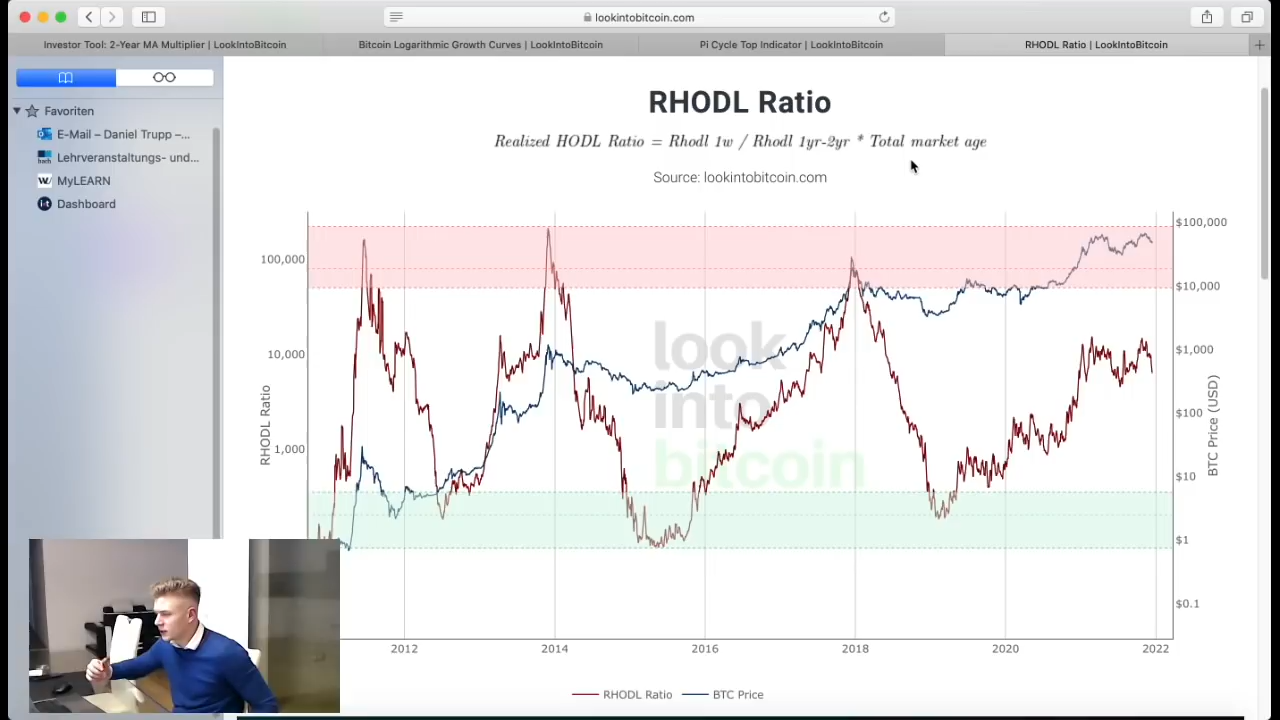 lookintobitcoin.com
Investor Tool: 2-Year MA Multiplier | LookIntoBitcoin
Bitcoin Logarithmic Growth Curves | LookIntoBitcoin
Pi Cycle Top Indicator | LookIntoBitcoin
RHODL Ratio | LookIntoBitcoin
Favoriten
E-Mail – Daniel Trupp –...
Lehrveranstaltungs- und...
MyLEARN
Dashboard
RHODL Ratio
Realized HODL Ratio = Rhodl 1w / Rhodl 1yr-2yr * Total market age
Source: lookintobitcoin.com
100,000
10,000
1,000
RHODL Ratio
look
into
bitcoin
$100,000
$10,000
$1,000
$100
$10
$1
$0.1
BTC Price (USD)
2012
2014
2016
2018
2020
2022
RHODL Ratio
BTC Price